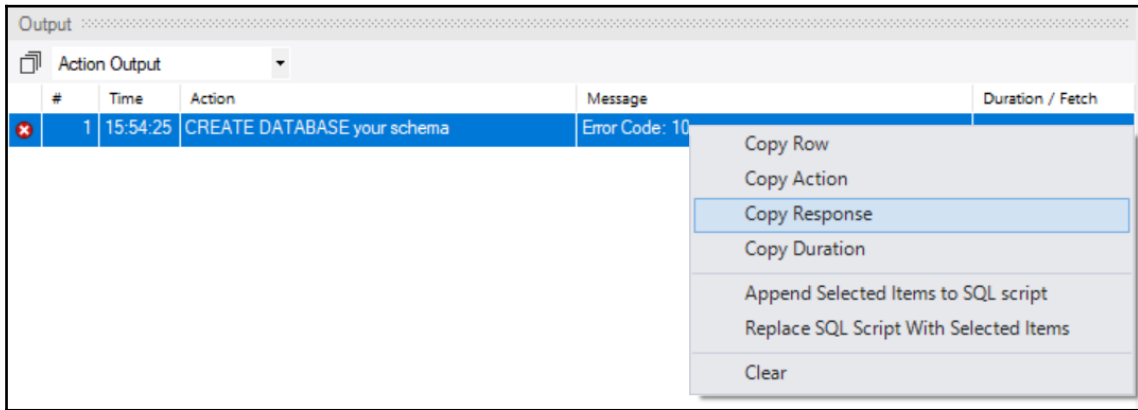 Output
Action Output
# Time Action Message Duration / Fetch
1 15:54:25 CREATE DATABASE your schema Error Code: 10
Copy Row
Copy Action
Copy Response
Copy Duration
Append Selected Items to SQL script
Replace SQL Script With Selected Items
Clear